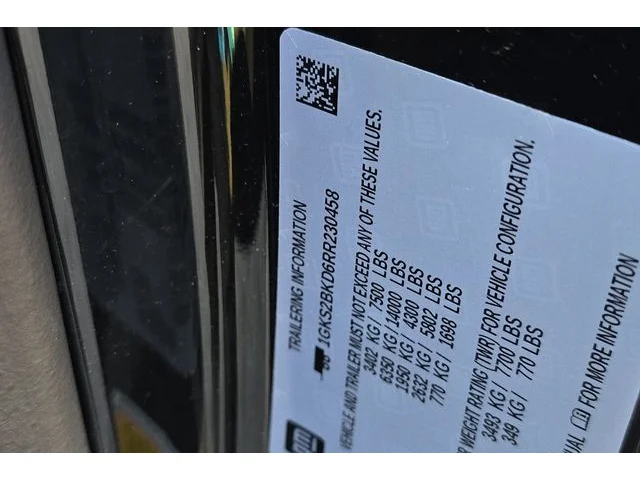 TRAILERING INFORMATION
1GKS2BKD6RR230458
VEHICLE AND TRAILER MUST NOT EXCEED ANY OF THESE VALUES.
3402 KG / 7500 LBS
6350 KG / 14000 LBS
1950 KG / 4300 LBS
2632 KG / 5802 LBS
770 KG / 1698 LBS
WEIGHT RATING (TWR) FOR VEHICLE CONFIGURATION.
3493 KG / 7700 LBS
349 KG / 770 LBS
FOR MORE INFORMATION